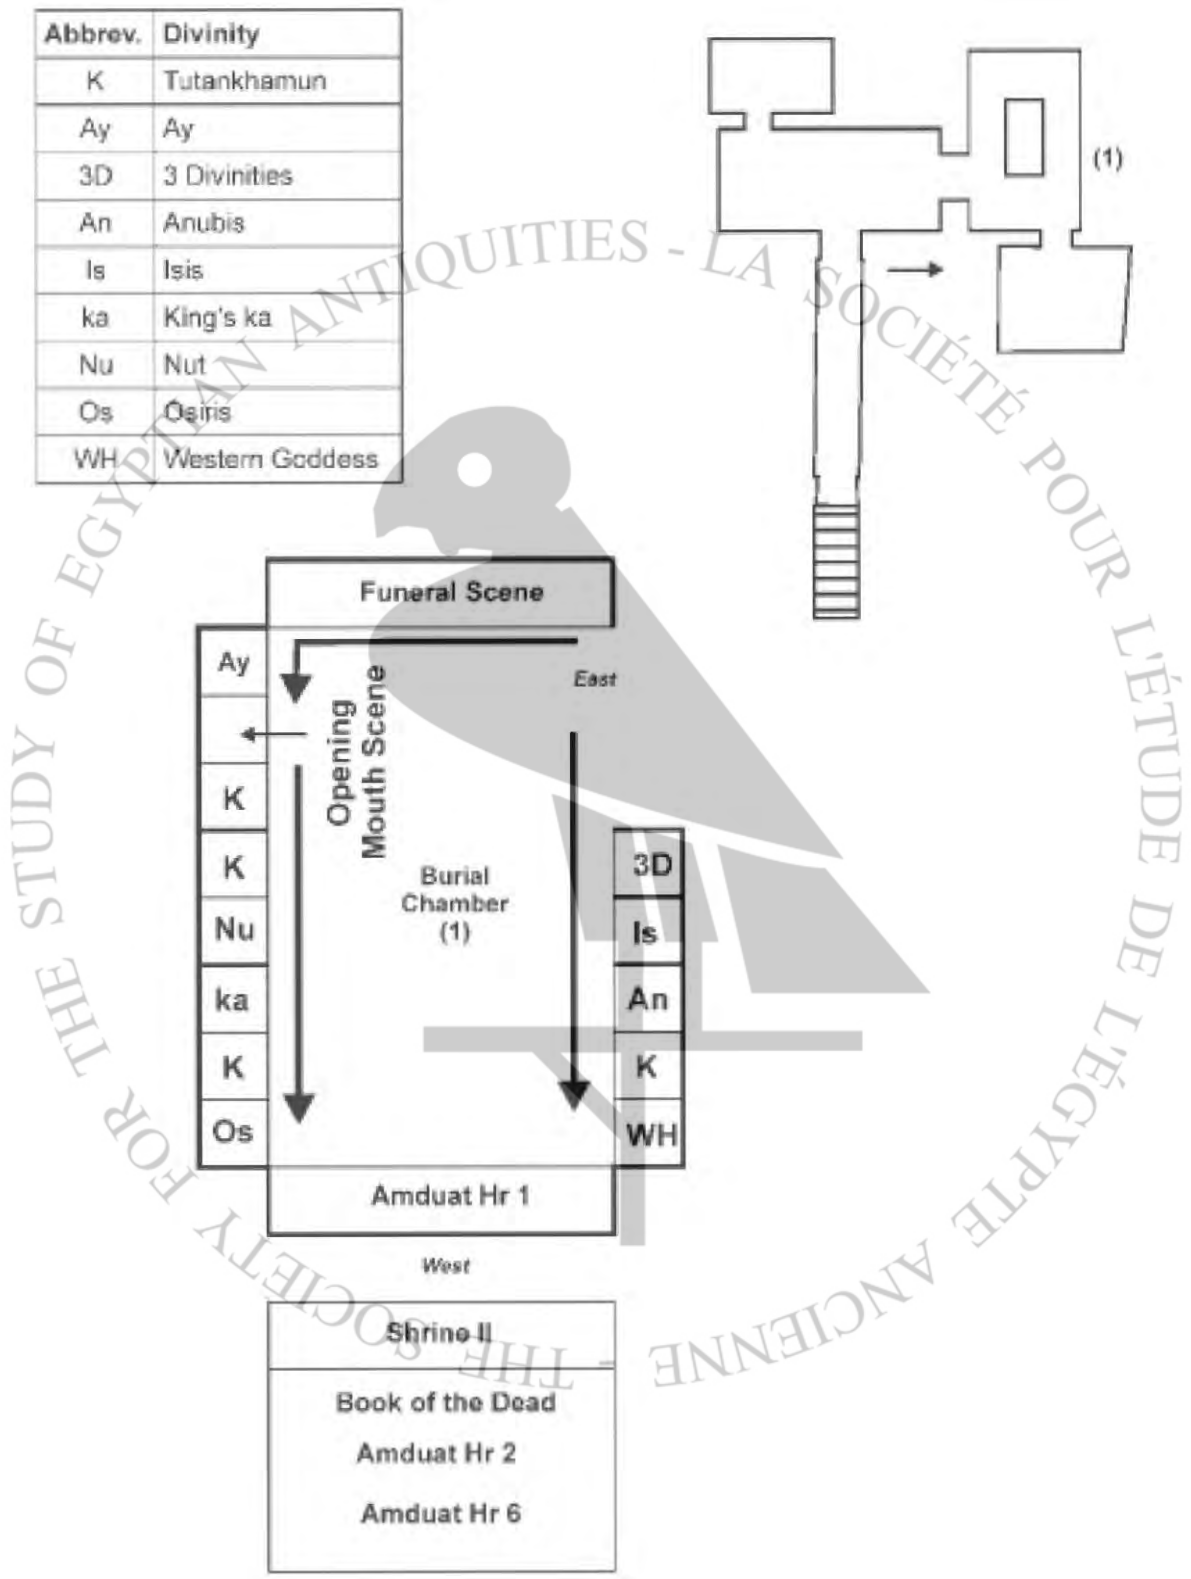 Abbrev. Divinity
K Tutankhamun
Ay Ay
3D 3 Divinities
An Anubis
Is Isis
ka King's ka
Nu Nut
Os Osiris
WH Western Goddess
(1)
Funeral Scene
East
Ay
K
K
Nu
ka
K
Os
Opening
Mouth Scene
Burial
Chamber
(1)
3D
Is
An
K
WH
Amduat Hr 1
West
Shrine II
Book of the Dead
Amduat Hr 2
Amduat Hr 6
THE SOCIETY FOR THE STUDY OF EGYPTIAN ANTIQUITIES - LA SOCIÉTÉ POUR L'ÉTUDE DE L'ÉGYPTE ANCIENNE -